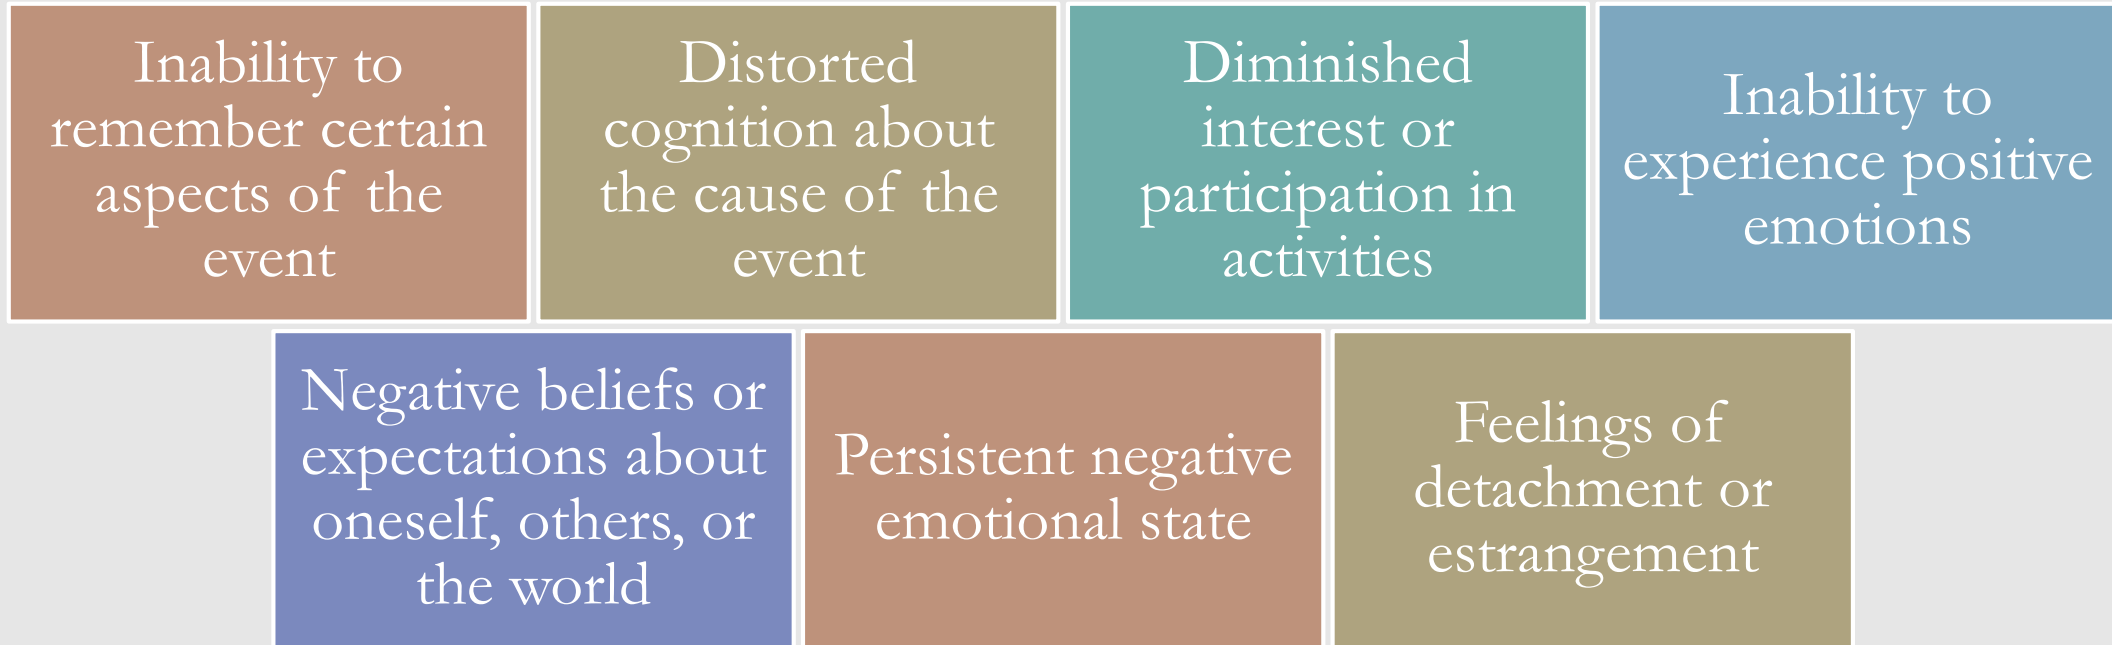 Inability to
remember certain
aspects of the
event
Distorted
cognition about
the cause of the
event
Diminished
interest or
participation in
activities
Inability to
experience positive
emotions
Negative beliefs or
expectations about
oneself, others, or
the world
Persistent negative
emotional state
Feelings of
detachment or
estrangement